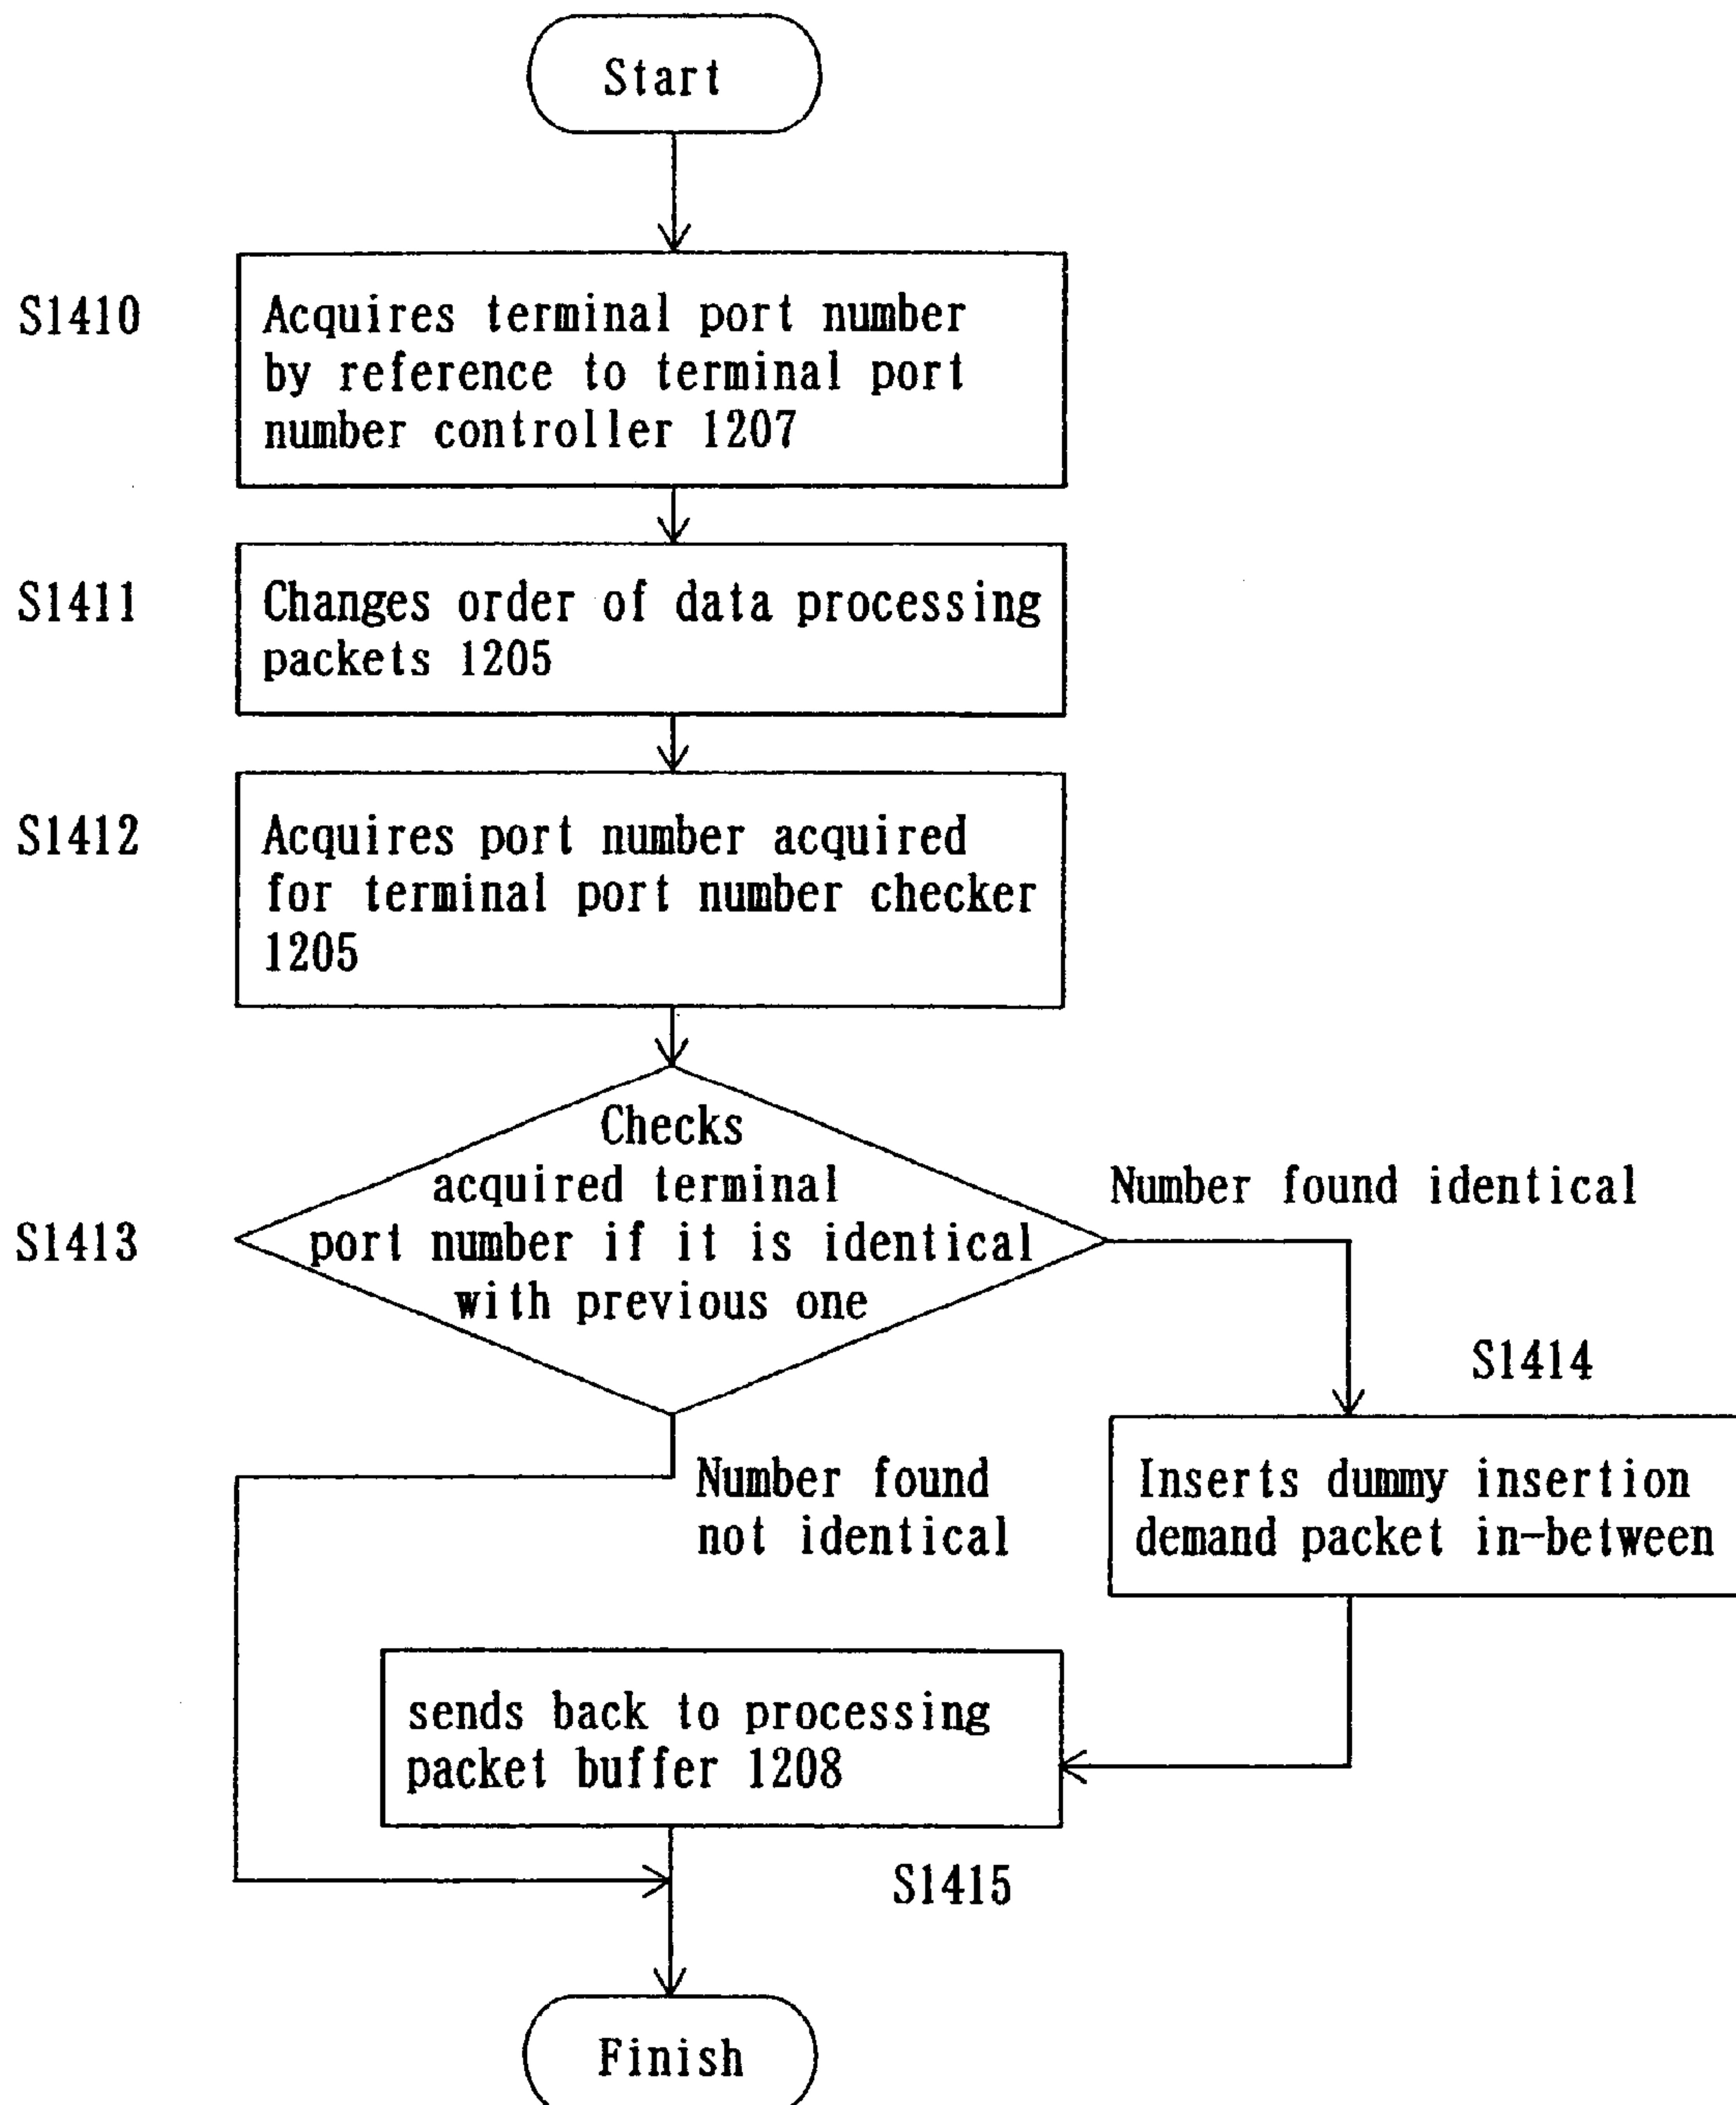 Start
S1410
Acquires terminal port number
by reference to terminal port
number controller 1207
S1411
Changes order of data processing
packets 1205
S1412
Acquires port number acquired
for terminal port number checker
1205
S1413
Checks
acquired terminal
port number if it is identical
with previous one
Number found identical
S1414
Number found
not identical
Inserts dummy insertion
demand packet in-between
sends back to processing
packet buffer 1208
S1415
Finish